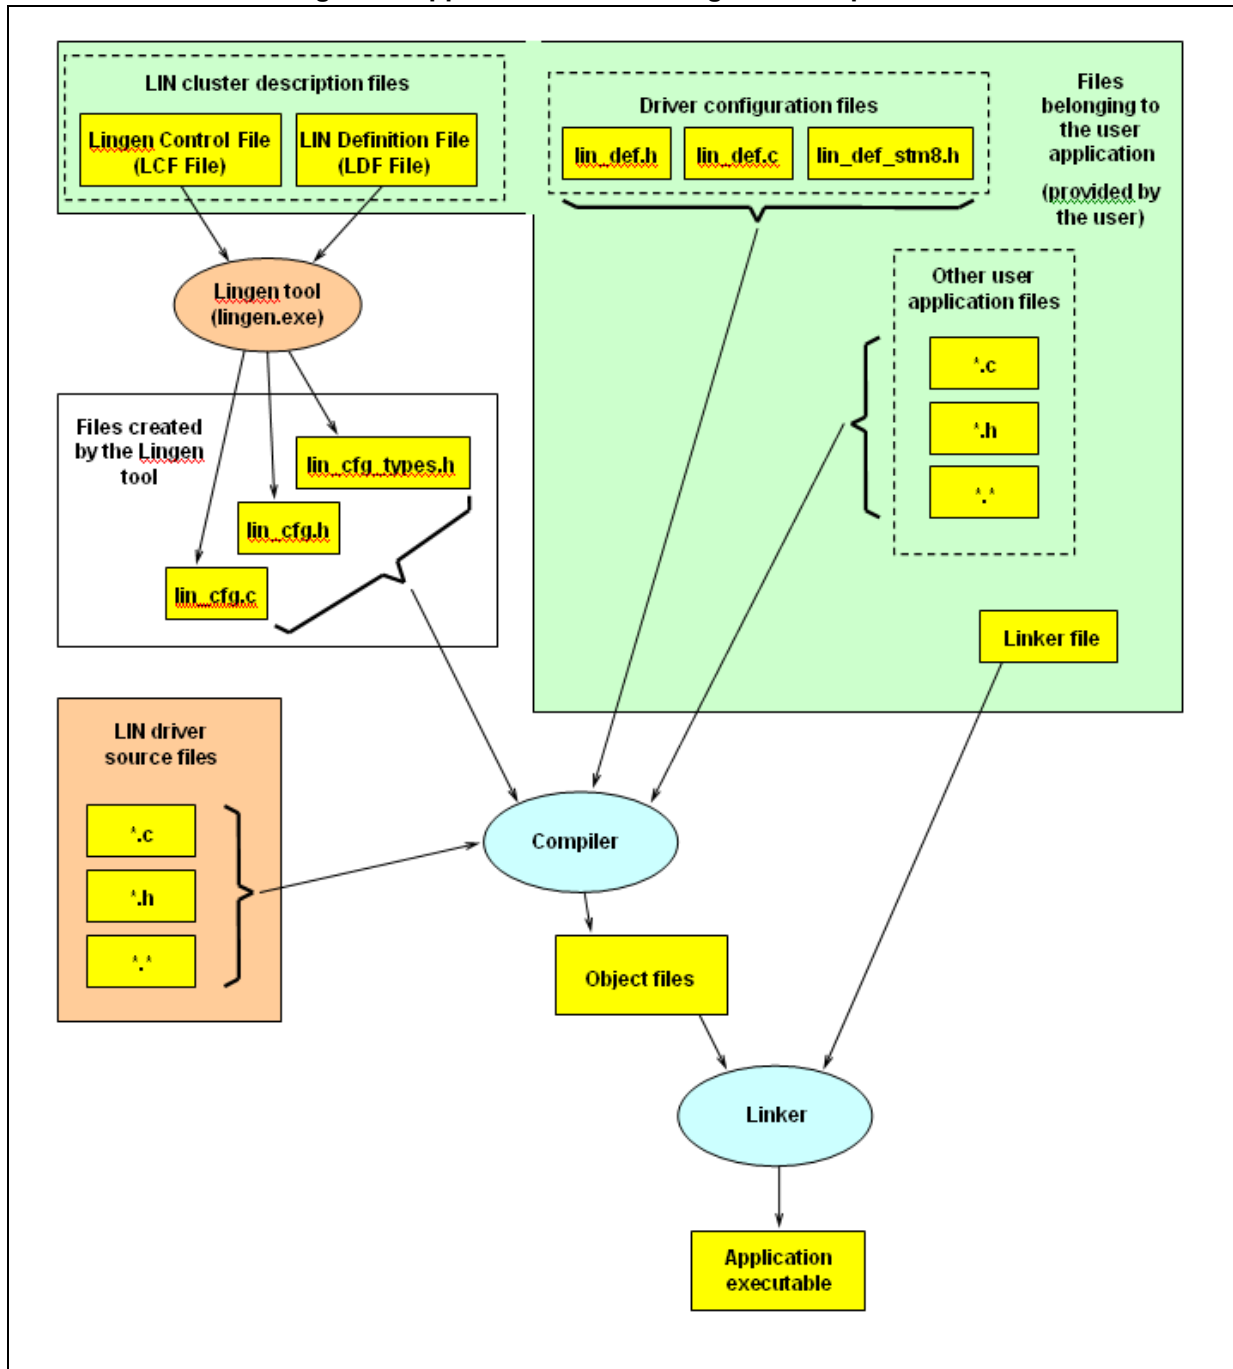 LIN cluster description files
Lingen Control File
(LCF File)
LIN Definition File
(LDF File)
Driver configuration files
lin_def.h
lin_def.c
lin_def_stm8.h
Files
belonging to
the user
application
(provided by
the user)
Lingen tool
(lingen.exe)
Other user
application files
*.c
*.h
*.*
Files created
by the Lingen
tool
lin_cfg_types.h
lin_cfg.h
lin_cfg.c
Linker file
LIN driver
source files
*.c
*.h
*.*
Compiler
Object files
Linker
Application
executable